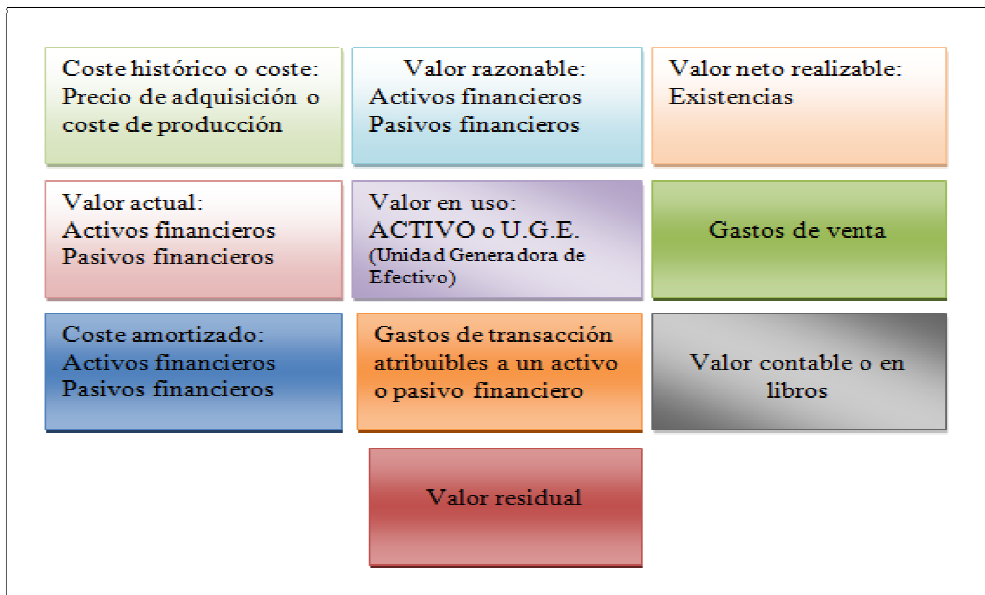 Coste histórico o coste:
Precio de adquisición o
coste de producción
Valor razonable:
Activos financieros
Pasivos financieros
Valor neto realizable:
Existencias
Valor actual:
Activos financieros
Pasivos financieros
Valor en uso:
ACTIVO o U.G.E.
(Unidad Generadora de
Efectivo)
Gastos de venta
Coste amortizado:
Activos financieros
Pasivos financieros
Gastos de transacción
atribuibles a un activo
o pasivo financiero
Valor contable o en
libros
Valor residual